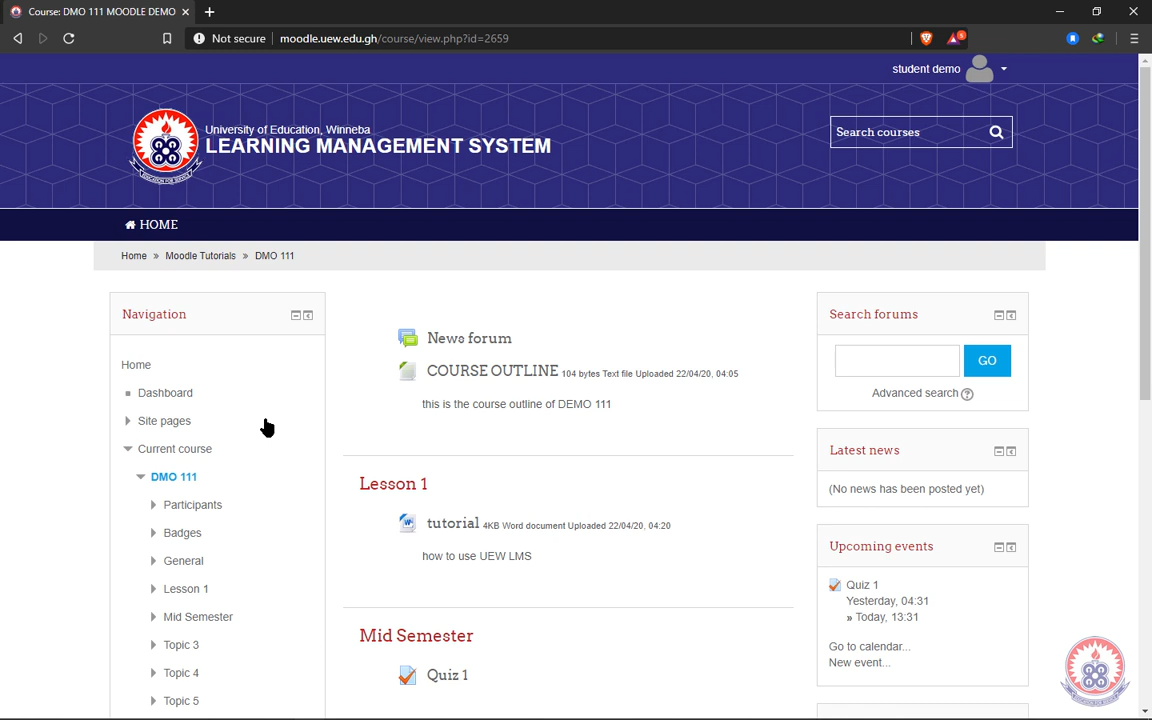 Course: DMO 111 MOODLE DEMO
Not secure
moodle.uew.edu.gh/course/view.php?id=2659
5
student demo
University of Education, Winneba
LEARNING MANAGEMENT SYSTEM
EDUCATION FOR SERVICE
Search courses
HOME
Home » Moodle Tutorials » DMO 111
Navigation
Home
Dashboard
Site pages
Current course
DMO 111
Participants
Badges
General
Lesson 1
Mid Semester
Topic 3
Topic 4
Topic 5
News forum
COURSE OUTLINE 104 bytes Text file Uploaded 22/04/20, 04:05
this is the course outline of DEMO 111
Lesson 1
tutorial 4KB Word document Uploaded 22/04/20, 04:20
how to use UEW LMS
Mid Semester
Quiz 1
Search forums
GO
Advanced search
Latest news
(No news has been posted yet)
Upcoming events
Quiz 1
Yesterday, 04:31
» Today, 13:31
Go to calendar...
New event...